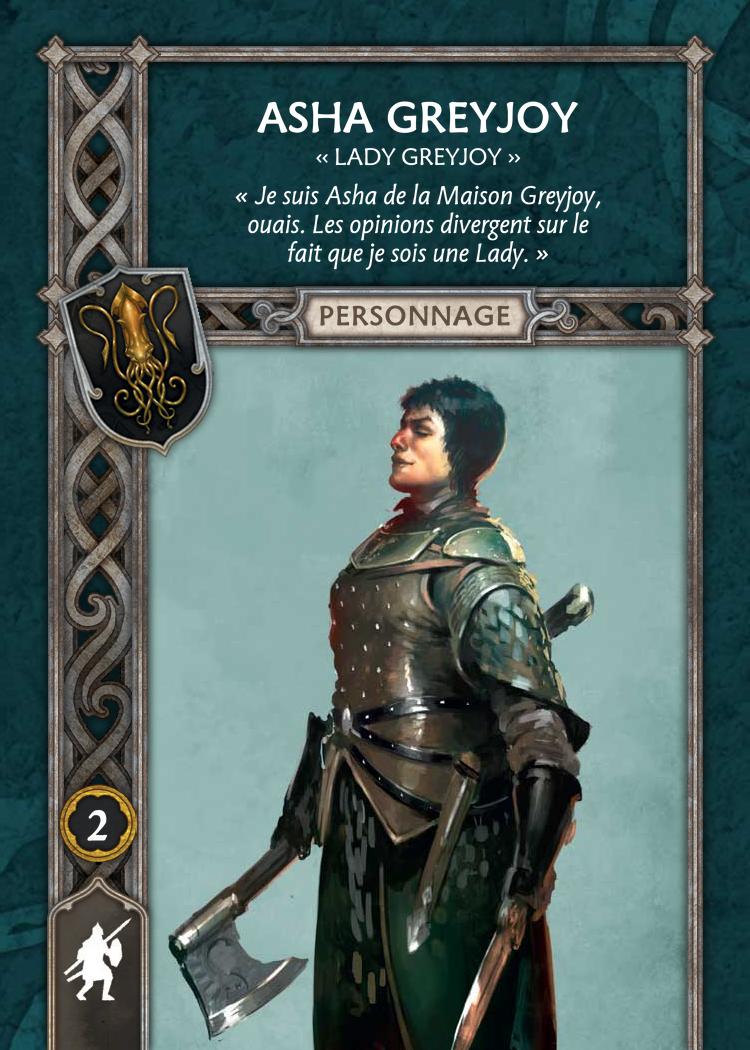 ASHA GREYJOY
« LADY GREYJOY »
« Je suis Asha de la Maison Greyjoy,
ouais. Les opinions divergent sur le
fait que je sois une Lady. »
PERSONNAGE
2